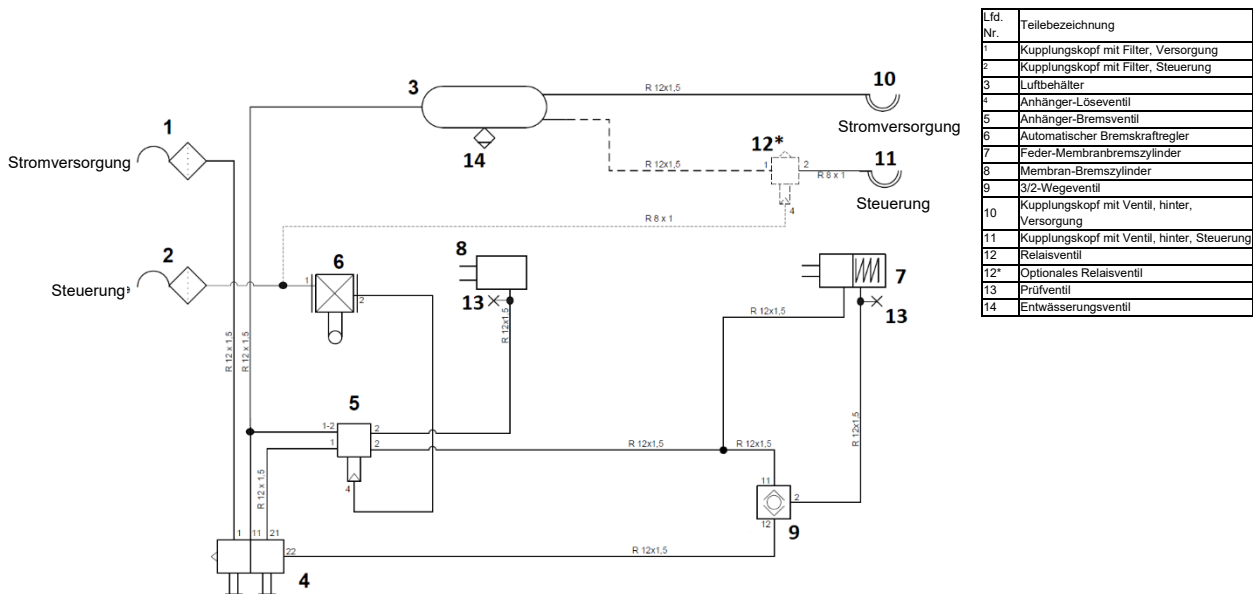 3
R 12x1,5
10
Stromversorgung
14
1
Stromversorgung
12*
R 12x1,5
1
2
R 8 x 1
11
Steuerung
4
R 8 x 1
2
Steuerung
6
1
2
8
13
R 12x1,5
7
13
R 12x1,5
R 12 x 1,5
R 12 x 1,5
5
1-2
1
2
2
4
R 12x1,5
R 12x1,5
R 12x1,5
R 12 x 1,5
11
2
12
9
1
11
21
22
R 12x1,5
4
Lfd.
Nr.
Teilebezeichnung
1 Kupplungskopf mit Filter, Versorgung
2 Kupplungskopf mit Filter, Steuerung
3 Luftbehälter
4 Anhänger-Löseventil
5 Anhänger-Bremsventil
6 Automatischer Bremskraftregler
7 Feder-Membranbremszylinder
8 Membran-Bremszylinder
9 3/2-Wegeventil
10 Kupplungskopf mit Ventil, hinter,
Versorgung
11 Kupplungskopf mit Ventil, hinter, Steuerung
12 Relaisventil
12* Optionales Relaisventil
13 Prüfventil
14 Entwässerungsventil